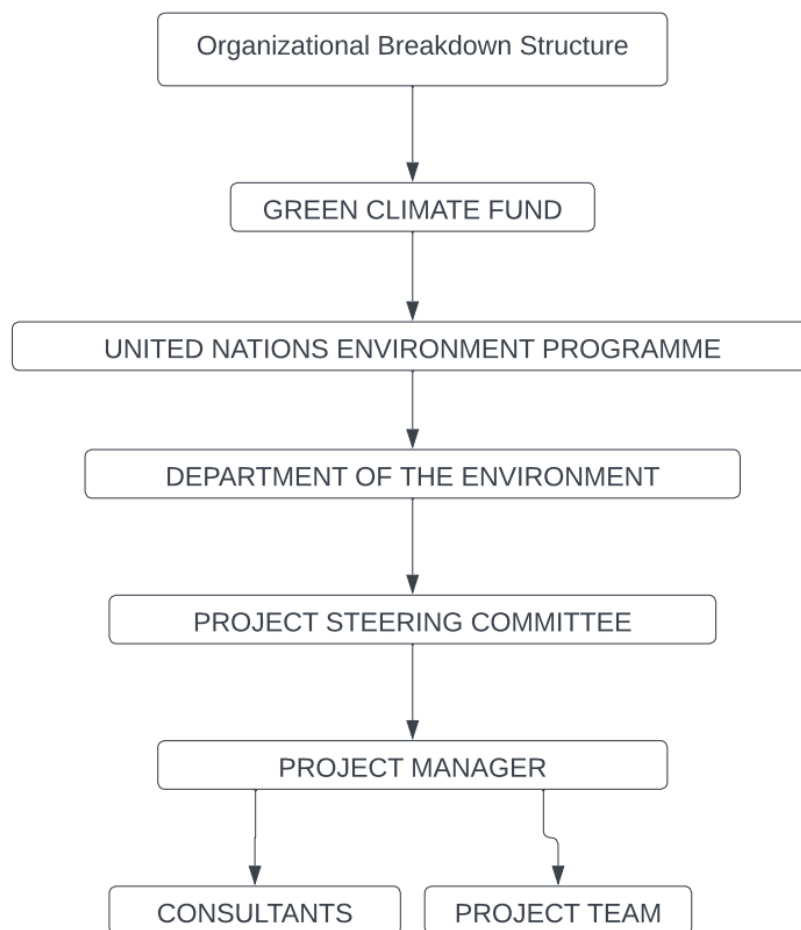 Organizational Breakdown Structure
GREEN CLIMATE FUND
UNITED NATIONS ENVIRONMENT PROGRAMME
DEPARTMENT OF THE ENVIRONMENT
PROJECT STEERING COMMITTEE
PROJECT MANAGER
CONSULTANTS
PROJECT TEAM